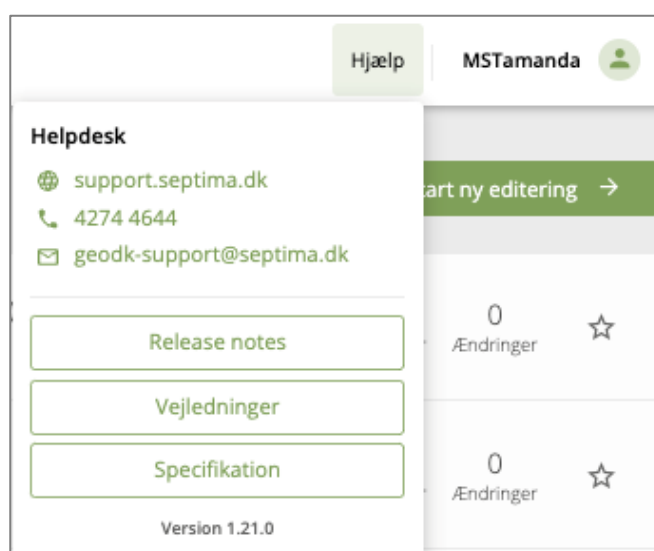 Hjælp
MSTamanda
Helpdesk
support.septima.dk
4274 4644
geodk-support@septima.dk
tart ny editering
Release notes
0
Ændringer
Vejledninger
Specifikation
0
Ændringer
Version 1.21.0